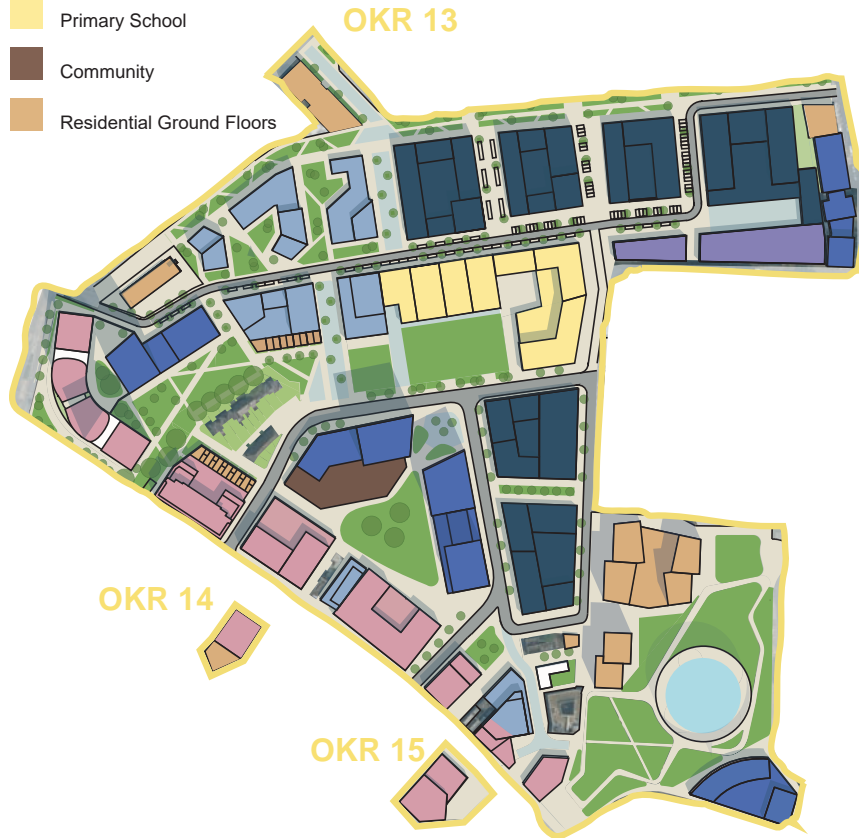 OKR 13
Primary School
Community
Residential Ground Floors
OKR 14
OKR 15